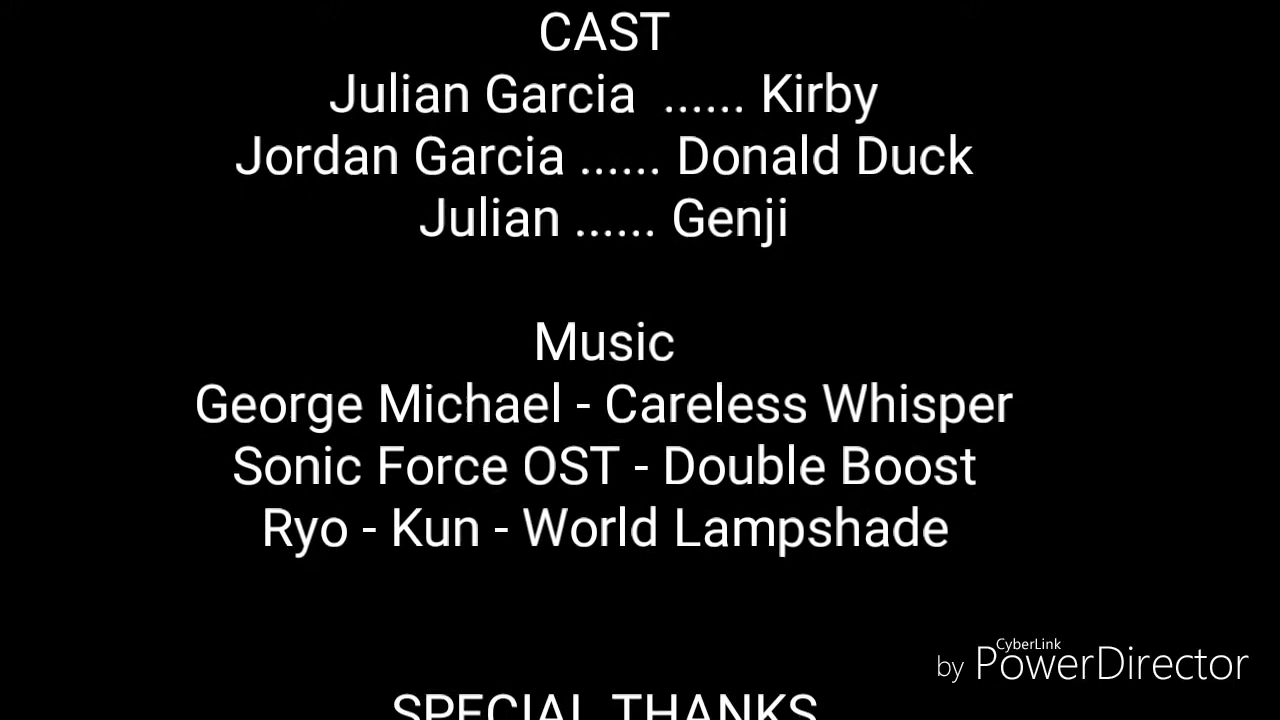 CAST
Julian Garcia ...... Kirby
Jordan Garcia ...... Donald Duck
Julian ...... Genji
Music
George Michael - Careless Whisper
Sonic Force OST - Double Boost
Ryo - Kun - World Lampshade
CyberLink
by PowerDirector
SPECIAL THANKS